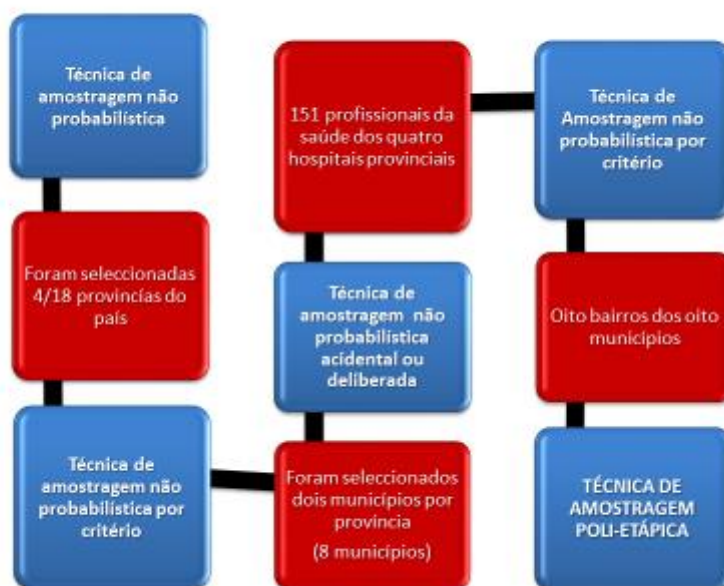 Técnica de
amostragem não
probabilística
Foram seleccionadas
4/18 provincías do
país
Técnica de
amostragem não
probabilística por
critério
Foram seleccionados
dois municípios por
província
(8 municípios)
Técnica de
amostragem não
probabilística
acidental ou
deliberada
151 profissionais da
saúde dos quatro
hospitais provinciais
Técnica de
Amostragem não
probabilística por
critério
Oito bairros dos oito
municípios
TÉCNICA DE
AMOSTRAGEM
POLI-ETÁPICA